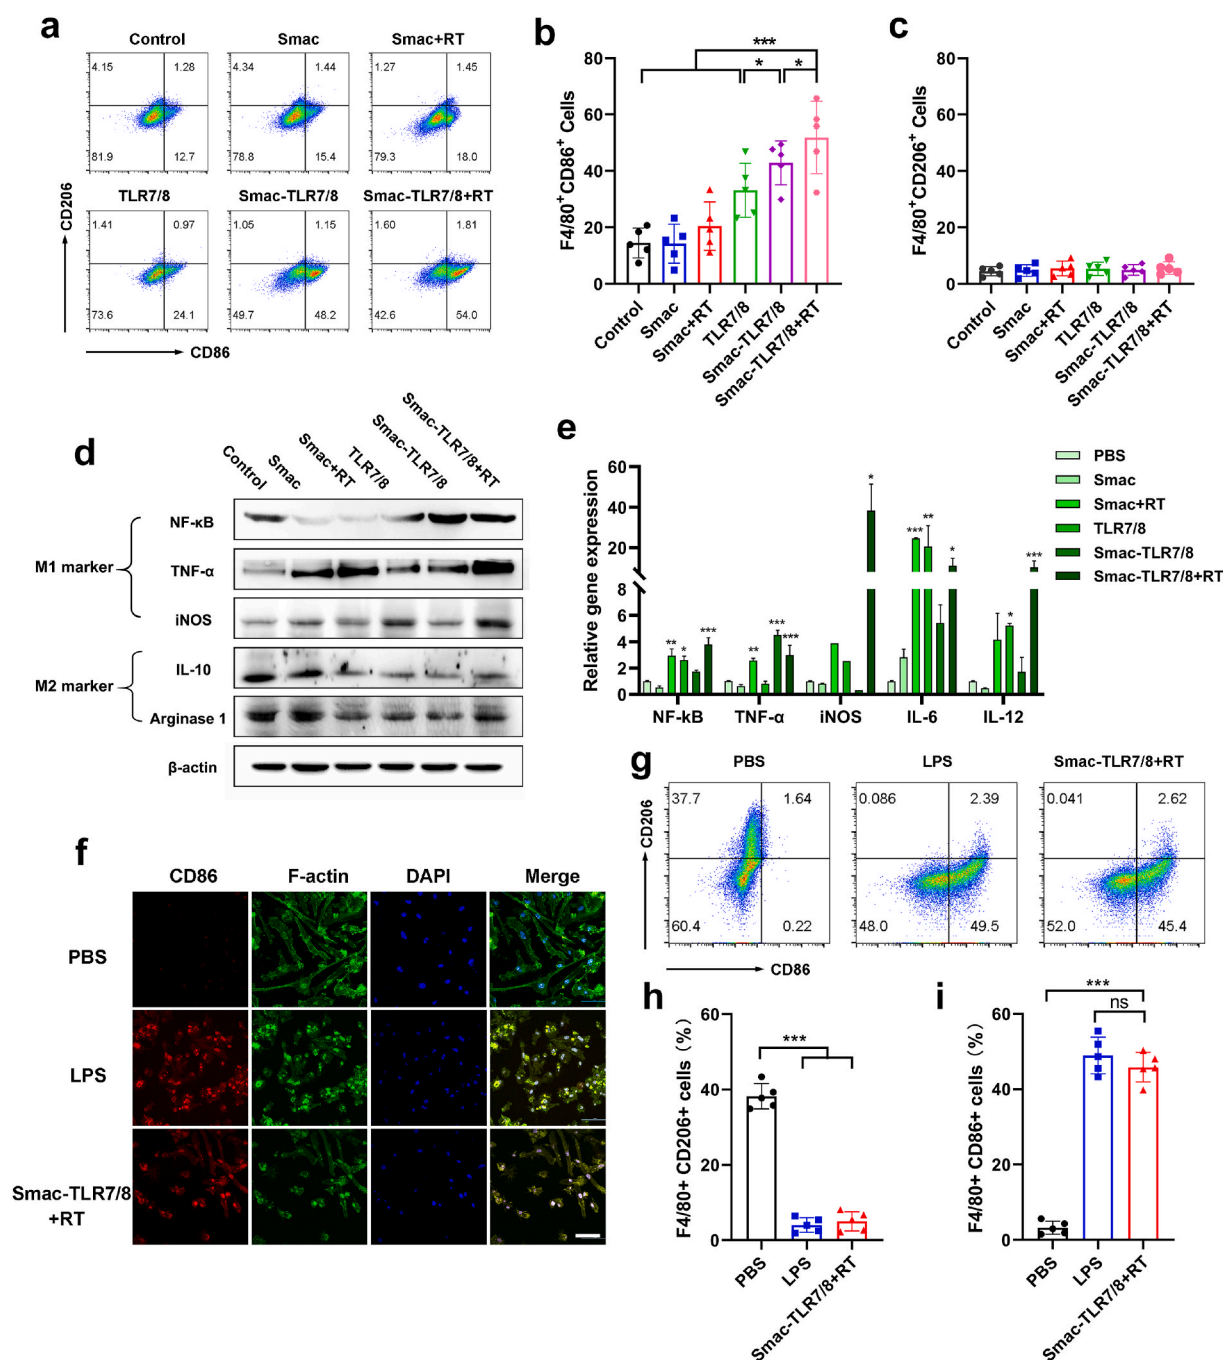 a
Control
Smac
Smac+RT
4.15
1.28
4.34
1.44
1.27
1.45
81.9
12.7
78.8
15.4
79.3
18.0
TLR7/8
Smac-TLR7/8
Smac-TLR7/8+RT
1.41
0.97
1.05
1.15
1.60
1.81
73.6
24.1
49.7
48.2
42.6
54.0
CD206
CD86
b
F4/80⁺CD86⁺ Cells
80
60
40
20
0
***
*
*
Control
Smac
Smac+RT
TLR7/8
Smac-TLR7/8
Smac-TLR7/8+RT
c
F4/80⁺CD206⁺ Cells
80
60
40
20
0
Control
Smac
Smac+RT
TLR7/8
Smac-TLR7/8
Smac-TLR7/8+RT
d
Control
Smac
Smac+RT
TLR7/8
Smac-TLR7/8
Smac-TLR7/8+RT
M1 marker
NF-κB
TNF-α
iNOS
M2 marker
IL-10
Arginase 1
β-actin
e
Relative gene expression
60
40
20
8
6
4
2
0
**
*
***
**
***
***
*
***
**
*
*
***
NF-kB
TNF-α
iNOS
IL-6
IL-12
PBS
Smac
Smac+RT
TLR7/8
Smac-TLR7/8
Smac-TLR7/8+RT
f
CD86
F-actin
DAPI
Merge
PBS
LPS
Smac-TLR7/8
+RT
g
PBS
LPS
Smac-TLR7/8+RT
37.7
1.64
0.086
2.39
0.041
2.62
60.4
0.22
48.0
49.5
52.0
45.4
CD206
CD86
h
F4/80+ CD206+ cells (%)
60
40
20
0
***
PBS
LPS
Smac-TLR7/8+RT
i
F4/80+ CD86+ cells (%)
60
40
20
0
***
ns
PBS
LPS
Smac-TLR7/8+RT